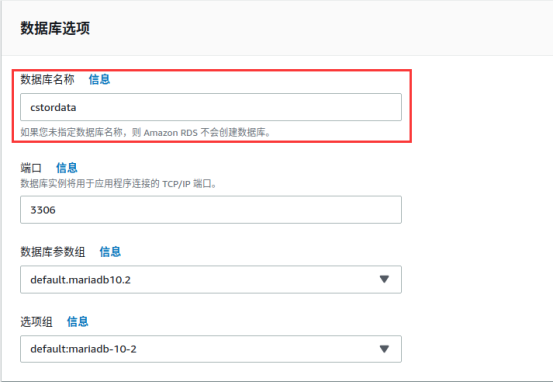 数据库选项
数据库名称 信息
cstordata
如果您未指定数据库名称，则 Amazon RDS 不会创建数据库。
端口 信息
数据库实例将用于应用程序连接的 TCP/IP 端口。
3306
数据库参数组 信息
default.mariadb10.2
选项组 信息
default:mariadb-10-2